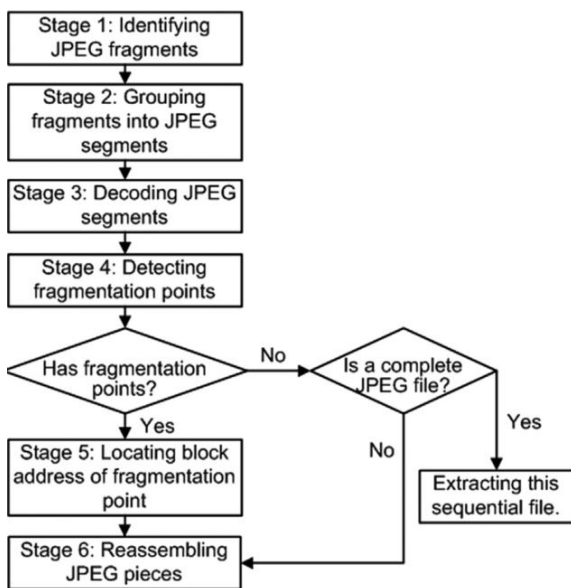 Stage 1: Identifying
JPEG fragments
Stage 2: Grouping
fragments into JPEG
segments
Stage 3: Decoding JPEG
segments
Stage 4: Detecting
fragmentation points
Has fragmentation
points?
No
Is a complete
JPEG file?
Yes
No
Yes
Stage 5: Locating block
address of fragmentation
point
Extracting this
sequential file.
Stage 6: Reassembling
JPEG pieces